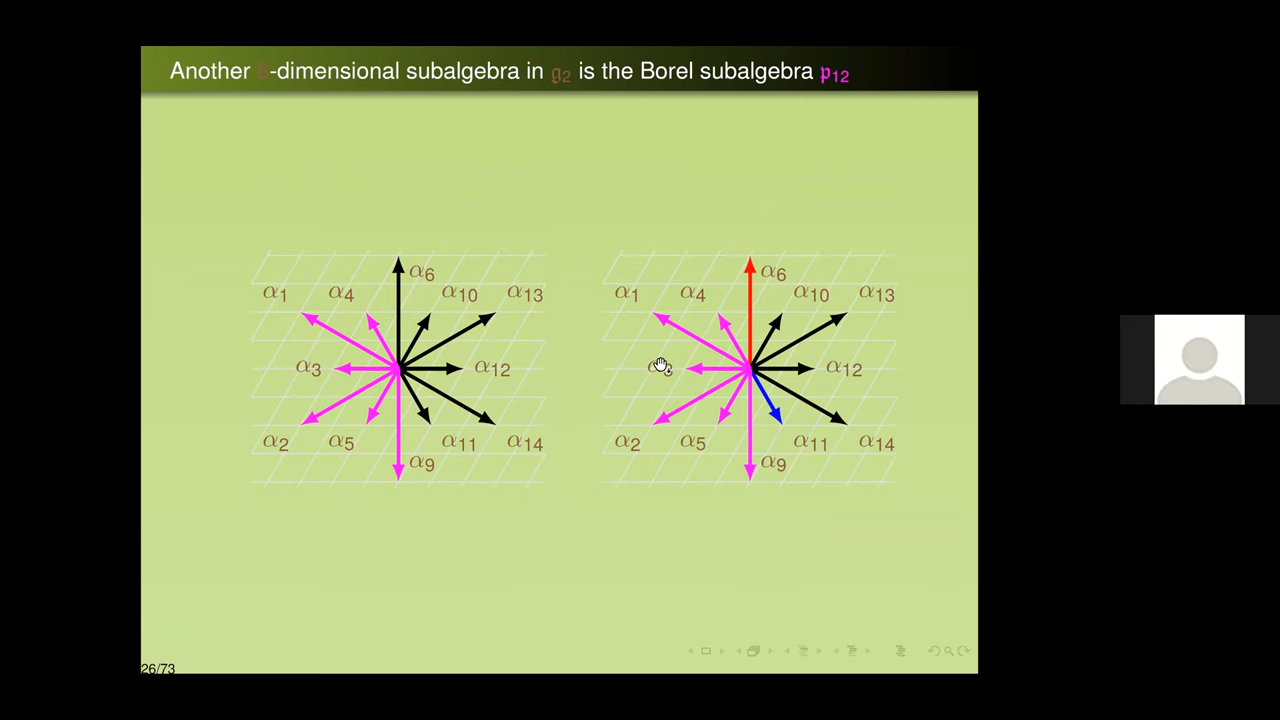 Another 8-dimensional subalgebra in 𝔤₂ is the Borel subalgebra 𝔭₁₂
α₆ α₆
α₁ α₄ α₁₀ α₁₃ α₁ α₄ α₁₀ α₁₃
α₃ α₁₂ α₁₂
α₂ α₅ α₁₁ α₁₄ α₂ α₅ α₁₁ α₁₄
α₉ α₉
26/73